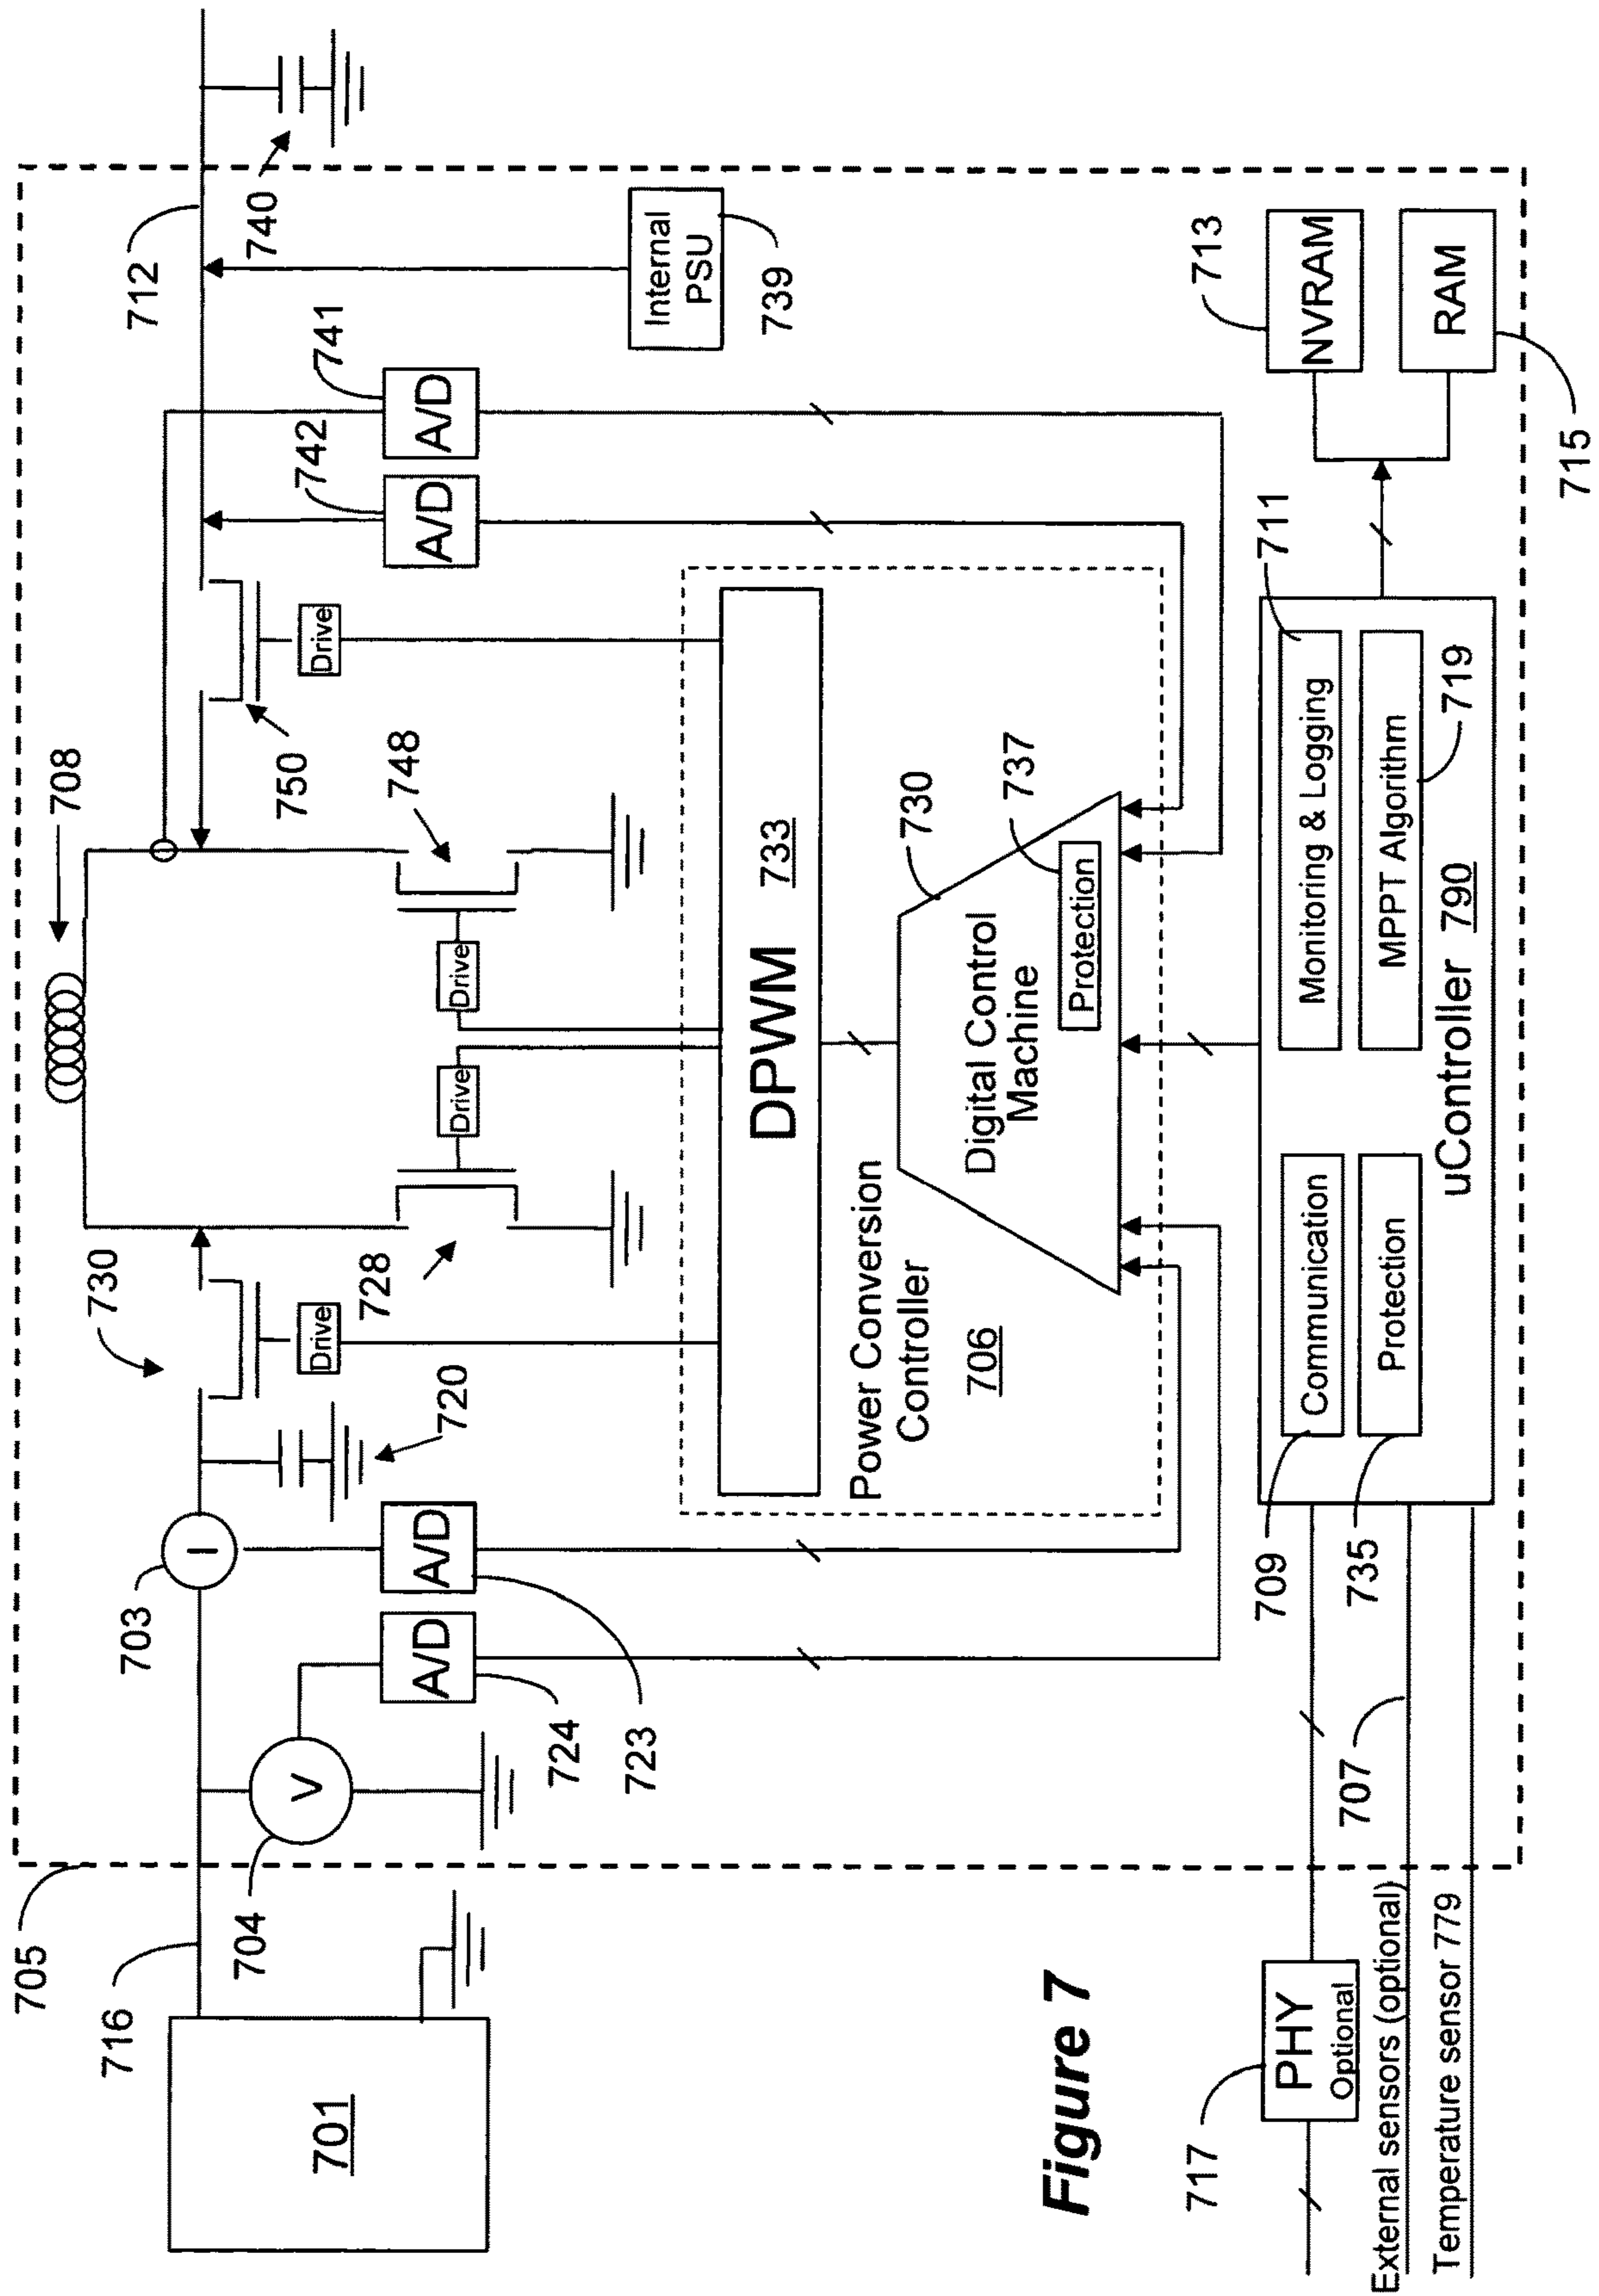 705
716
701
704
V
703
I
724
A/D
723
A/D
720
730
Drive
728
Drive
708
748
Drive
750
Drive
742
A/D
741
A/D
712
740
Internal
PSU
739
DPWM
733
Power Conversion
Controller
706
Digital Control
Machine
730
737
Protection
709
Communication
735
Protection
uController 790
711
Monitoring & Logging
MPPT Algorithm
719
713
NVRAM
RAM
715
707
717
PHY
Optional
External sensors (optional)
Temperature sensor 779
Figure 7